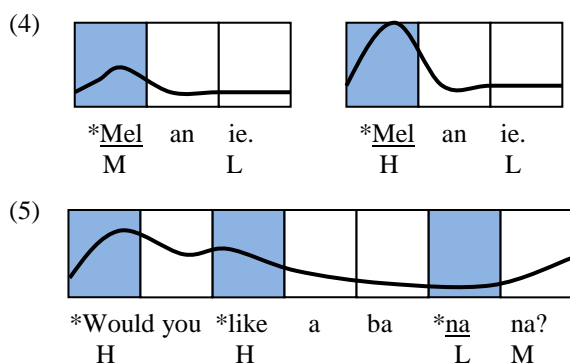 (4)
*Mel an ie. *Mel an ie.
M L H L
(5)
*Would you *like a ba *na na?
H H L M